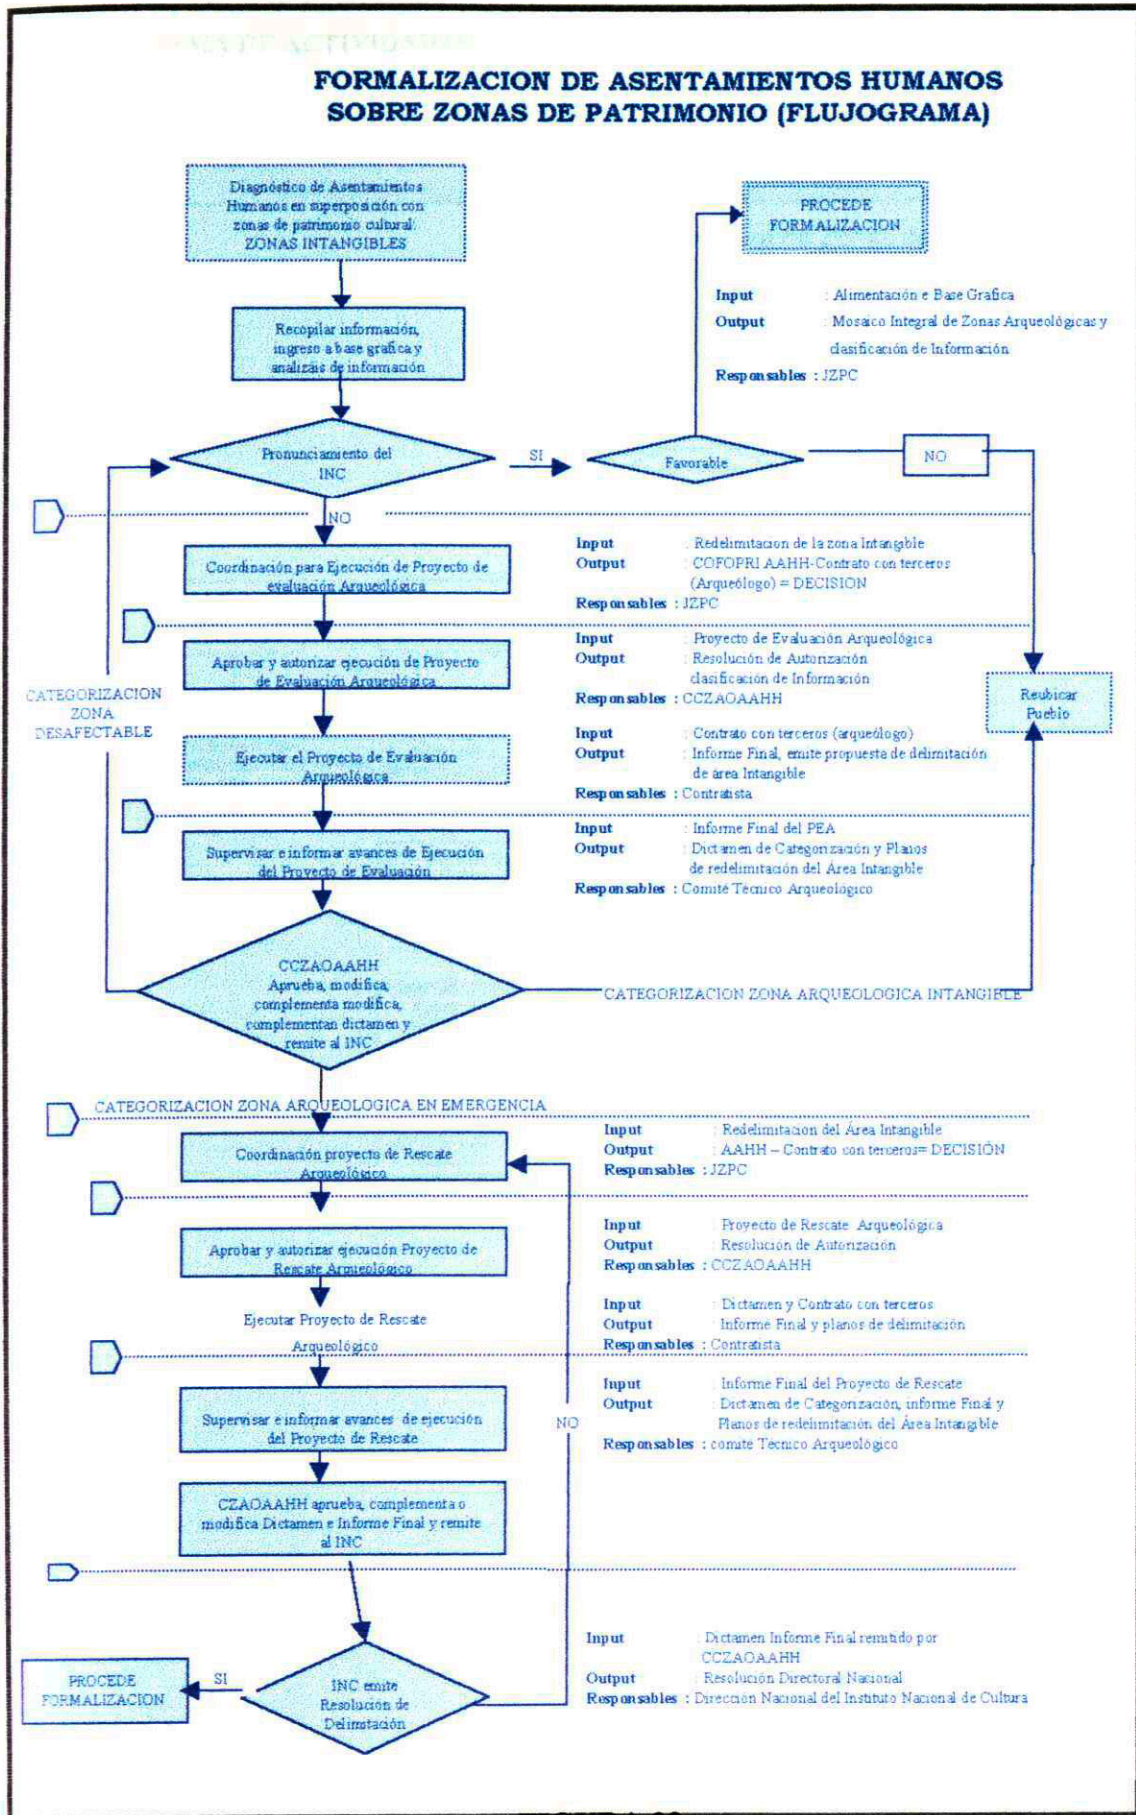 FORMALIZACION DE ASENTAMIENTOS HUMANOS
SOBRE ZONAS DE PATRIMONIO (FLUJOGRAMA)
Diagnóstico de Asentamientos
Humanos en superposición con
zonas de patrimonio cultural.
ZONAS INTANGIBLES
PROCEDE
FORMALIZACION
Input : Alimentación e Base Grafica
Output : Mosaico Integral de Zonas Arqueológicas y
clasificación de Información
Responsables : JZPC
Recopilar información,
ingreso a base grafica y
analizáis de información
Pronunciamiento del
INC
SI
Favorable
NO
NO
Coordinación para Ejecución de Proyecto de
evaluación Arqueológica
Input : Redelimitacion de la zona Intangible
Output : COFOPRI AAHH-Contrato con terceros
(Arqueólogo) = DECISION
Responsables : JZPC
Aprobar y autorizar ejecución de Proyecto
de Evaluación Arqueológica
Input : Proyecto de Evaluación Arqueológica
Output : Resolución de Autorización
clasificación de Información
Responsables : CCZAOAAHH
CATEGORIZACION
ZONA
DESAFECTABLE
Reubicar
Pueblo
Ejecutar el Proyecto de Evaluación
Arqueológica
Input : Contrato con terceros (arqueólogo)
Output : Informe Final, emite propuesta de delimitación
de área Intangible
Responsables : Contratista
Supervisar e informar avances de Ejecución
del Proyecto de Evaluación
Input : Informe Final del PEA
Output : Dictamen de Categorización y Planos
de redelimitación del Área Intangible
Responsables : Comité Técnico Arqueológico
CCZAOAAHH
Aprueba, modifica,
complementa modifica,
complementan dictamen y
remite al INC
CATEGORIZACION ZONA ARQUEOLOGICA INTANGIBLE
CATEGORIZACION ZONA ARQUEOLOGICA EN EMERGENCIA
Coordinación proyecto de Rescate
Arqueológico
Input : Redelimitacion del Área Intangible
Output : AAHH – Contrato con terceros= DECISIÓN
Responsables : JZPC
Aprobar y autorizar ejecución Proyecto de
Rescate Arqueológico
Input : Proyecto de Rescate Arqueológica
Output : Resolución de Autorización
Responsables : CCZAOAAHH
Ejecutar Proyecto de Rescate
Arqueológico
Input : Dictamen y Contrato con terceros
Output : Informe Final y planos de delimitación
Responsables : Contratista
Supervisar e informar avances de ejecución
del Proyecto de Rescate
NO
Input : Informe Final del Proyecto de Rescate
Output : Dictamen de Categorización, informe Final y
Planos de redelimitación del Área Intangible
Responsables : comité Técnico Arqueológico
CZAOAAHH aprueba, complementa o
modifica Dictamen e Informe Final y remite
al INC
Input : Dictamen Informe Final remitido por
CCZAOAAHH
Output : Resolución Directoral Nacional
Responsables : Dirección Nacional del Instituto Nacional de Cultura
PROCEDE
FORMALIZACION
SI
INC emite
Resolución de
Delimitación